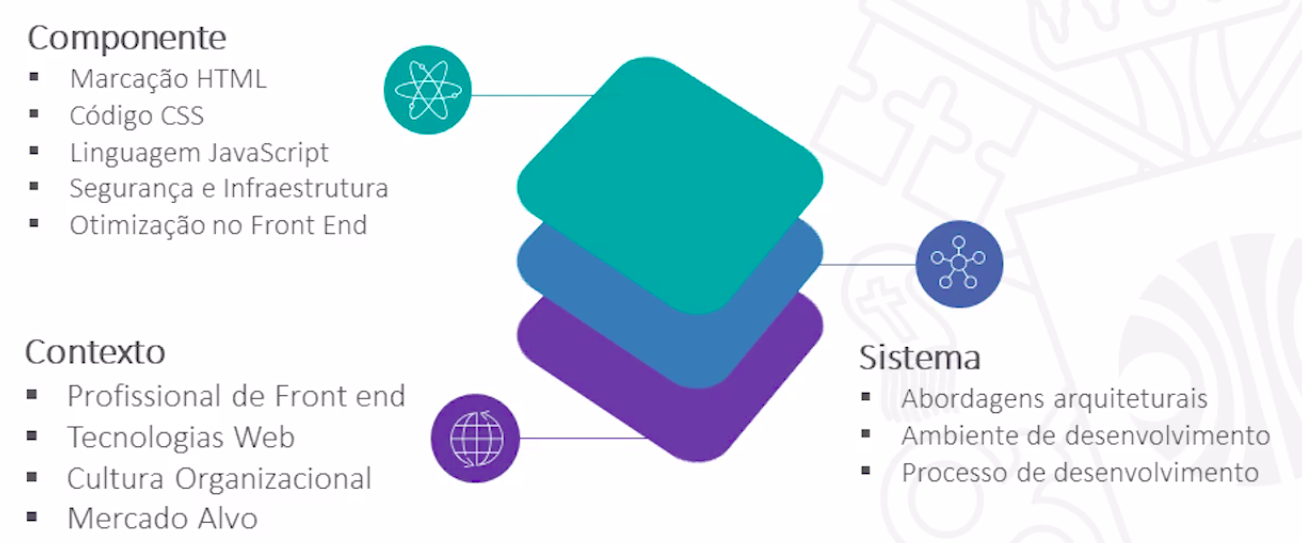 Componente
▪ Marcação HTML
▪ Código CSS
▪ Linguagem JavaScript
▪ Segurança e Infraestrutura
▪ Otimização no Front End
Contexto
▪ Profissional de Front end
▪ Tecnologias Web
▪ Cultura Organizacional
▪ Mercado Alvo
Sistema
▪ Abordagens arquiteturais
▪ Ambiente de desenvolvimento
▪ Processo de desenvolvimento